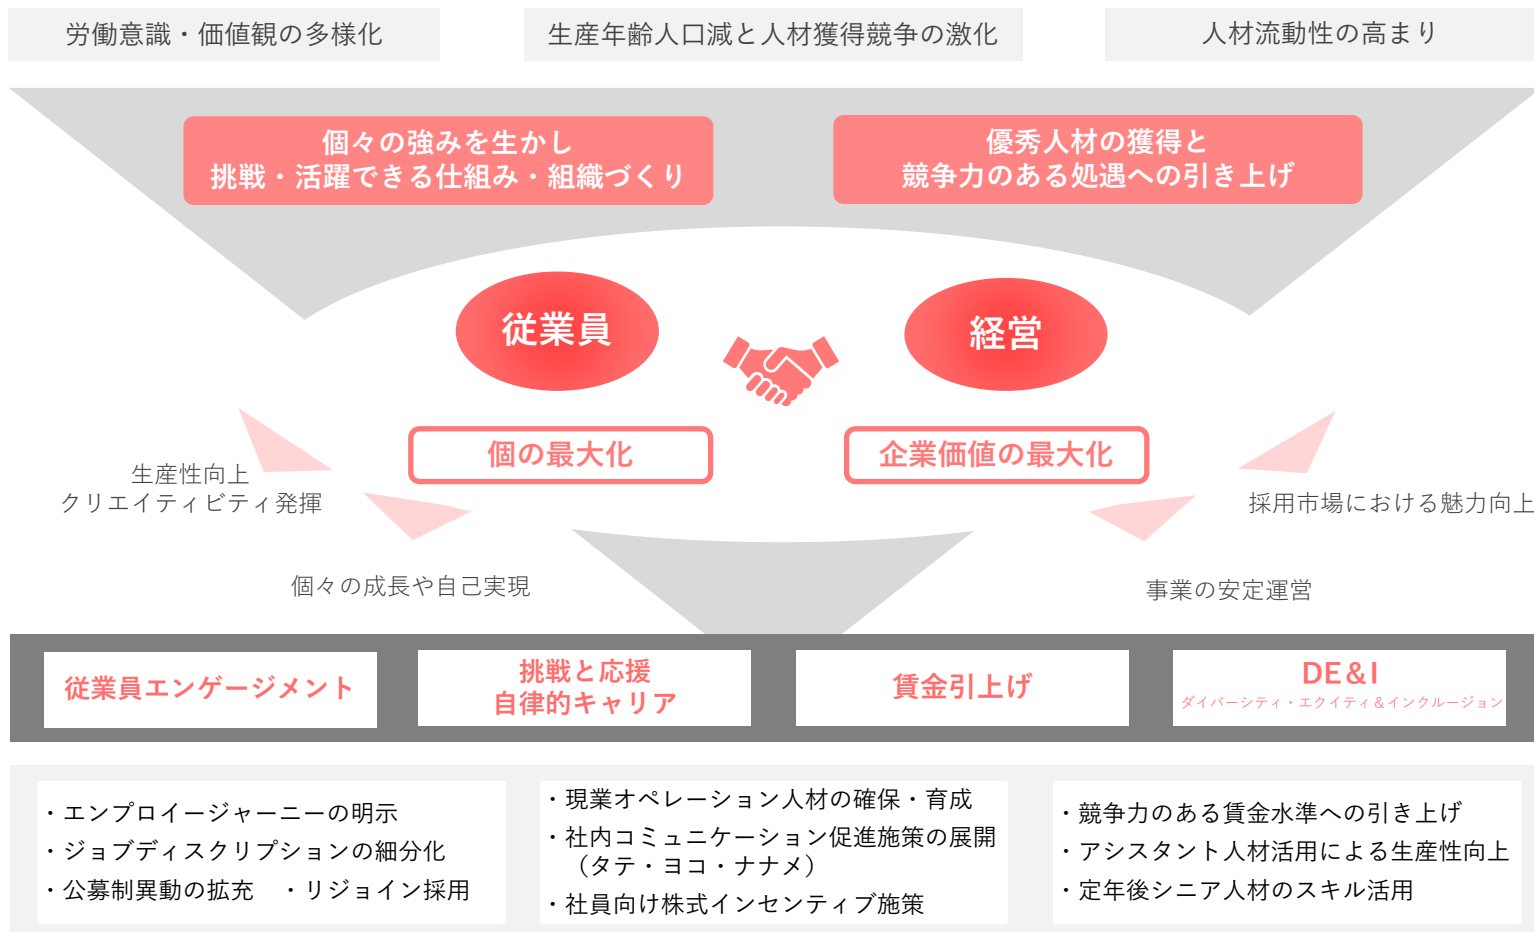 労働意識・価値観の多様化
生産年齢人口減と人材獲得競争の激化
人材流動性の高まり
個々の強みを生かし
挑戦・活躍できる仕組み・組織づくり
優秀人材の獲得と
競争力のある処遇への引き上げ
従業員
経営
個の最大化
企業価値の最大化
生産性向上
クリエイティビティ発揮
採用市場における魅力向上
個々の成長や自己実現
事業の安定運営
従業員エンゲージメント
挑戦と応援
自律的キャリア
賃金引上げ
DE&I
ダイバーシティ・エクイティ&インクルージョン
・エンプロイージャーニーの明示
・ジョブディスクリプションの細分化
・公募制異動の拡充　・リジョイン採用
・現業オペレーション人材の確保・育成
・社内コミュニケーション促進施策の展開
（タテ・ヨコ・ナナメ）
・社員向け株式インセンティブ施策
・競争力のある賃金水準への引き上げ
・アシスタント人材活用による生産性向上
・定年後シニア人材のスキル活用